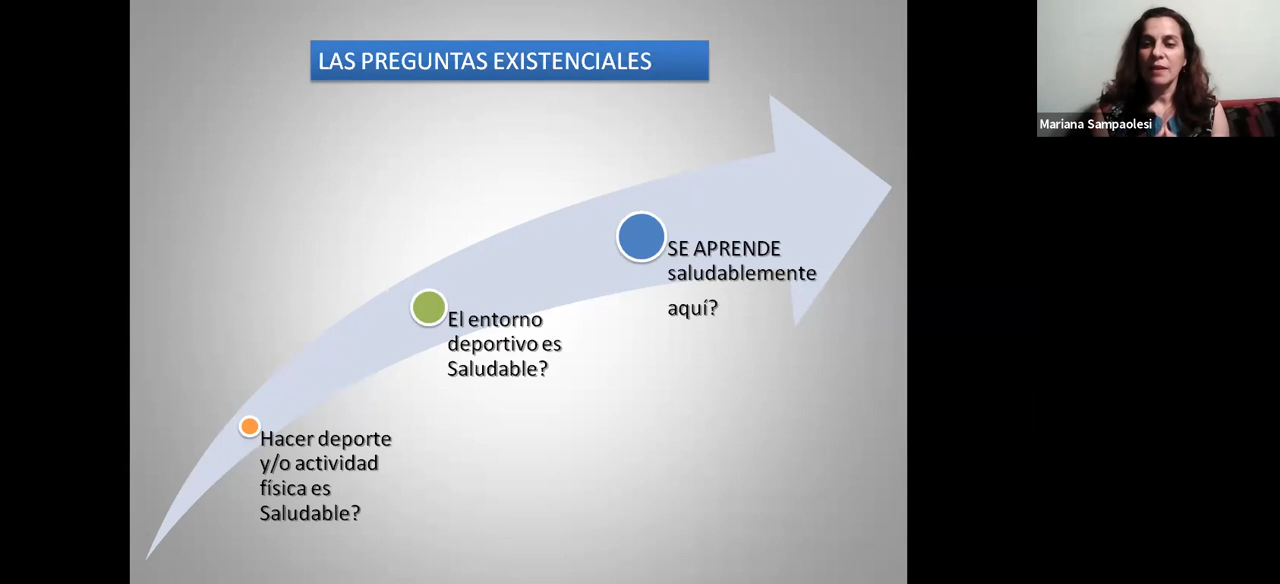 LAS PREGUNTAS EXISTENCIALES
Mariana Sampaolesi
SE APRENDE
saludablemente
aquí?
El entorno
deportivo es
Saludable?
Hacer deporte
y/o actividad
física es
Saludable?